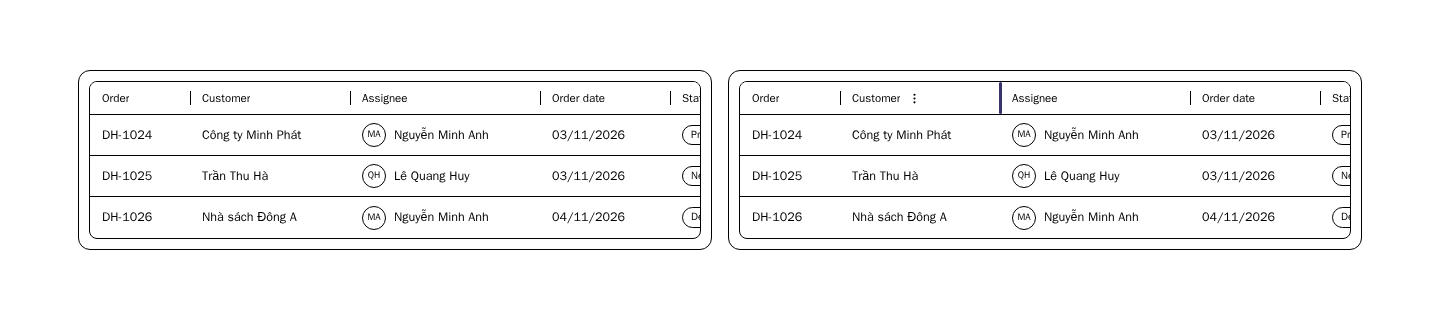 Order Customer Assignee Order date
DH-1024 Công ty Minh Phát MA Nguyễn Minh Anh 03/11/2026
DH-1025 Trần Thu Hà QH Lê Quang Huy 03/11/2026
DH-1026 Nhà sách Đông A MA Nguyễn Minh Anh 04/11/2026
Order Customer Assignee Order date
DH-1024 Công ty Minh Phát MA Nguyễn Minh Anh 03/11/2026
DH-1025 Trần Thu Hà QH Lê Quang Huy 03/11/2026
DH-1026 Nhà sách Đông A MA Nguyễn Minh Anh 04/11/2026